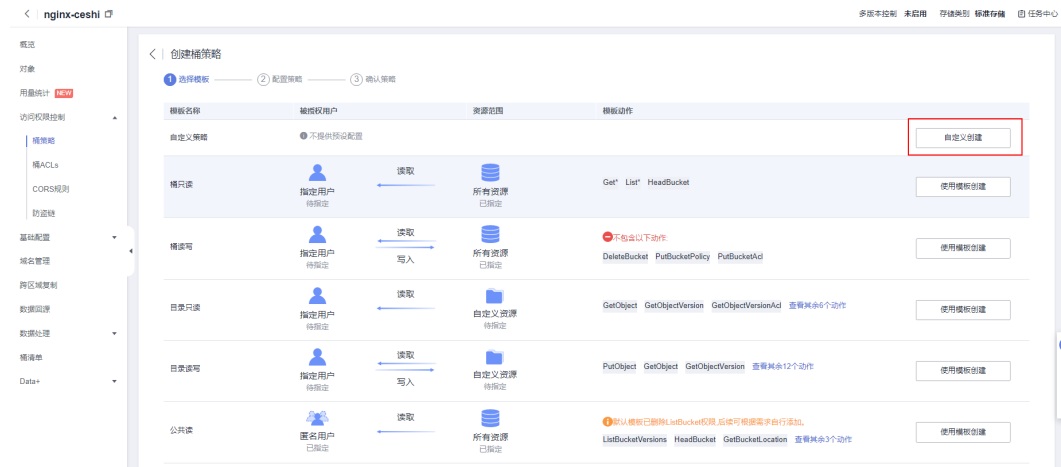 nginx-ceshi
多版本控制 未启用 存储类别 标准存储 任务中心
概览
对象
用量统计 NEW
访问权限控制
桶策略
桶ACLs
CORS规则
防盗链
基础配置
域名管理
跨区域复制
数据回源
数据处理
桶清单
Data+
创建桶策略
1 选择模板 2 配置策略 3 确认策略
模板名称 被授权用户 资源范围 模板动作
自定义策略 不提供预设配置 自定义创建
桶只读 指定用户 待指定 读取 所有资源 已指定 Get* List* HeadBucket 使用模板创建
桶读写 指定用户 待指定 读取 写入 所有资源 已指定 不包含以下动作: DeleteBucket PutBucketPolicy PutBucketAcl 使用模板创建
目录只读 指定用户 待指定 读取 自定义资源 待指定 GetObject GetObjectVersion GetObjectVersionAcl 查看其余6个动作 使用模板创建
目录读写 指定用户 待指定 读取 写入 自定义资源 待指定 PutObject GetObject GetObjectVersion 查看其余12个动作 使用模板创建
公共读 匿名用户 已指定 读取 所有资源 已指定 默认模板已删除ListBucket权限,后续可根据需求自行添加。 ListBucketVersions HeadBucket GetBucketLocation 查看其余3个动作 使用模板创建